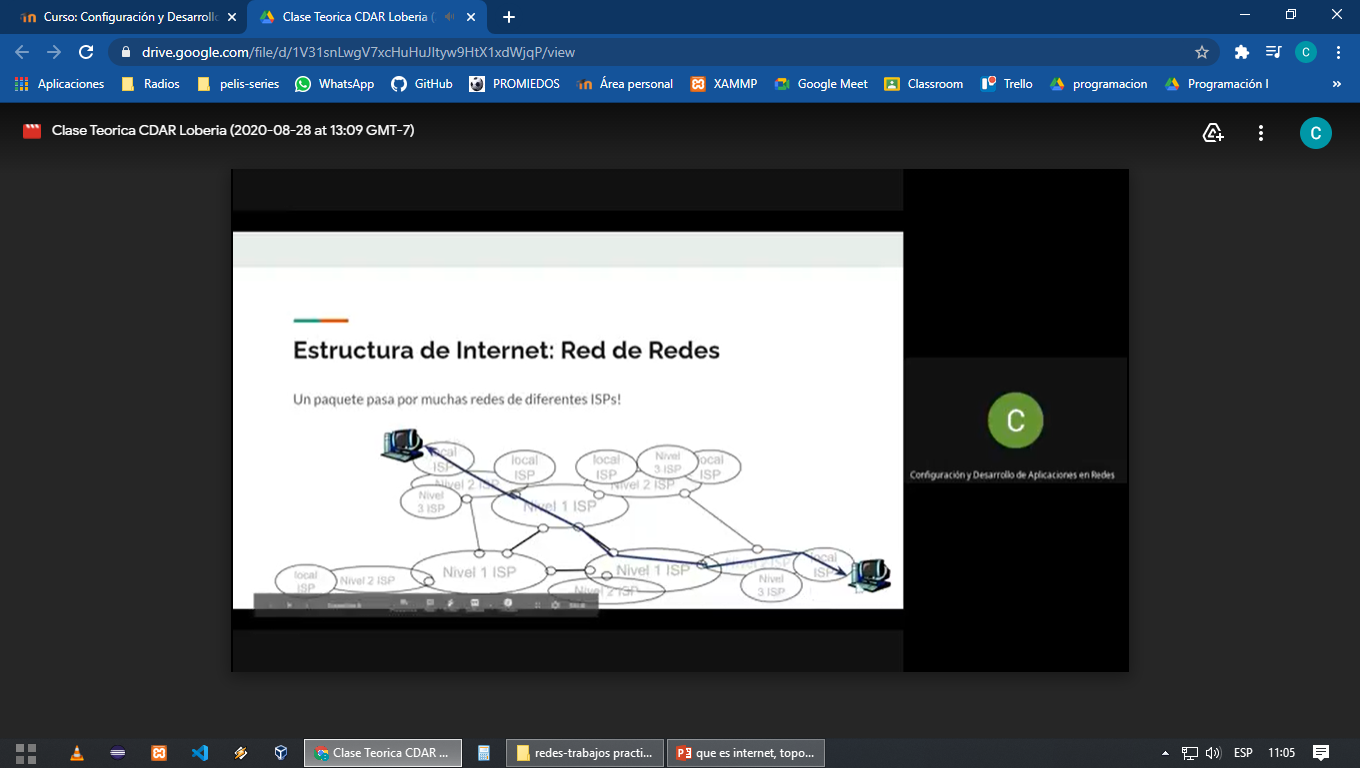 Curso: Configuración y Desarroll
Clase Teorica CDAR Loberia (
drive.google.com/file/d/1V31snLwgV7xcHuHuJltyw9HtX1xdWjqP/view
C
Aplicaciones
Radios
pelis-series
WhatsApp
GitHub
PROMIEDOS
Área personal
XAMMP
Google Meet
Classroom
Trello
programacion
Programación I
»
Clase Teorica CDAR Loberia (2020-08-28 at 13:09 GMT-7)
C
Estructura de Internet: Red de Redes
Un paquete pasa por muchas redes de diferentes ISPs!
local
ISP
local
ISP
local
ISP
Nivel
3 ISP
local
ISP
Nivel 2 ISP
Nivel 2 ISP
Nivel
3 ISP
Nivel 1 ISP
local
ISP
Nivel 2 ISP
Nivel 1 ISP
Nivel 1 ISP
Nivel 2 ISP
Nivel 2 ISP
Nivel
3 ISP
local
ISP
C
Configuración y Desarrollo de Aplicaciones en Redes
Clase Teorica CDAR ...
redes-trabajos practi...
que es internet, topo...
ESP
11:05